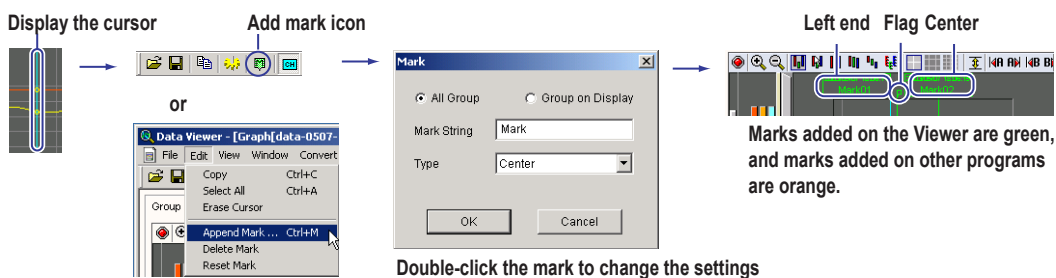 Display the cursor
Add mark icon
or
CH
Data Viewer - [Graph[data-0507-
File Edit View Window Convert
Copy Ctrl+C
Select All Ctrl+A
Erase Cursor
Append Mark ... Ctrl+M
Delete Mark
Reset Mark
Group
Mark
All Group
Group on Display
Mark String
Mark
Type
Center
OK
Cancel
Double-click the mark to change the settings
Left end Flag Center
Mark01
Mark02
Marks added on the Viewer are green,
and marks added on other programs
are orange.